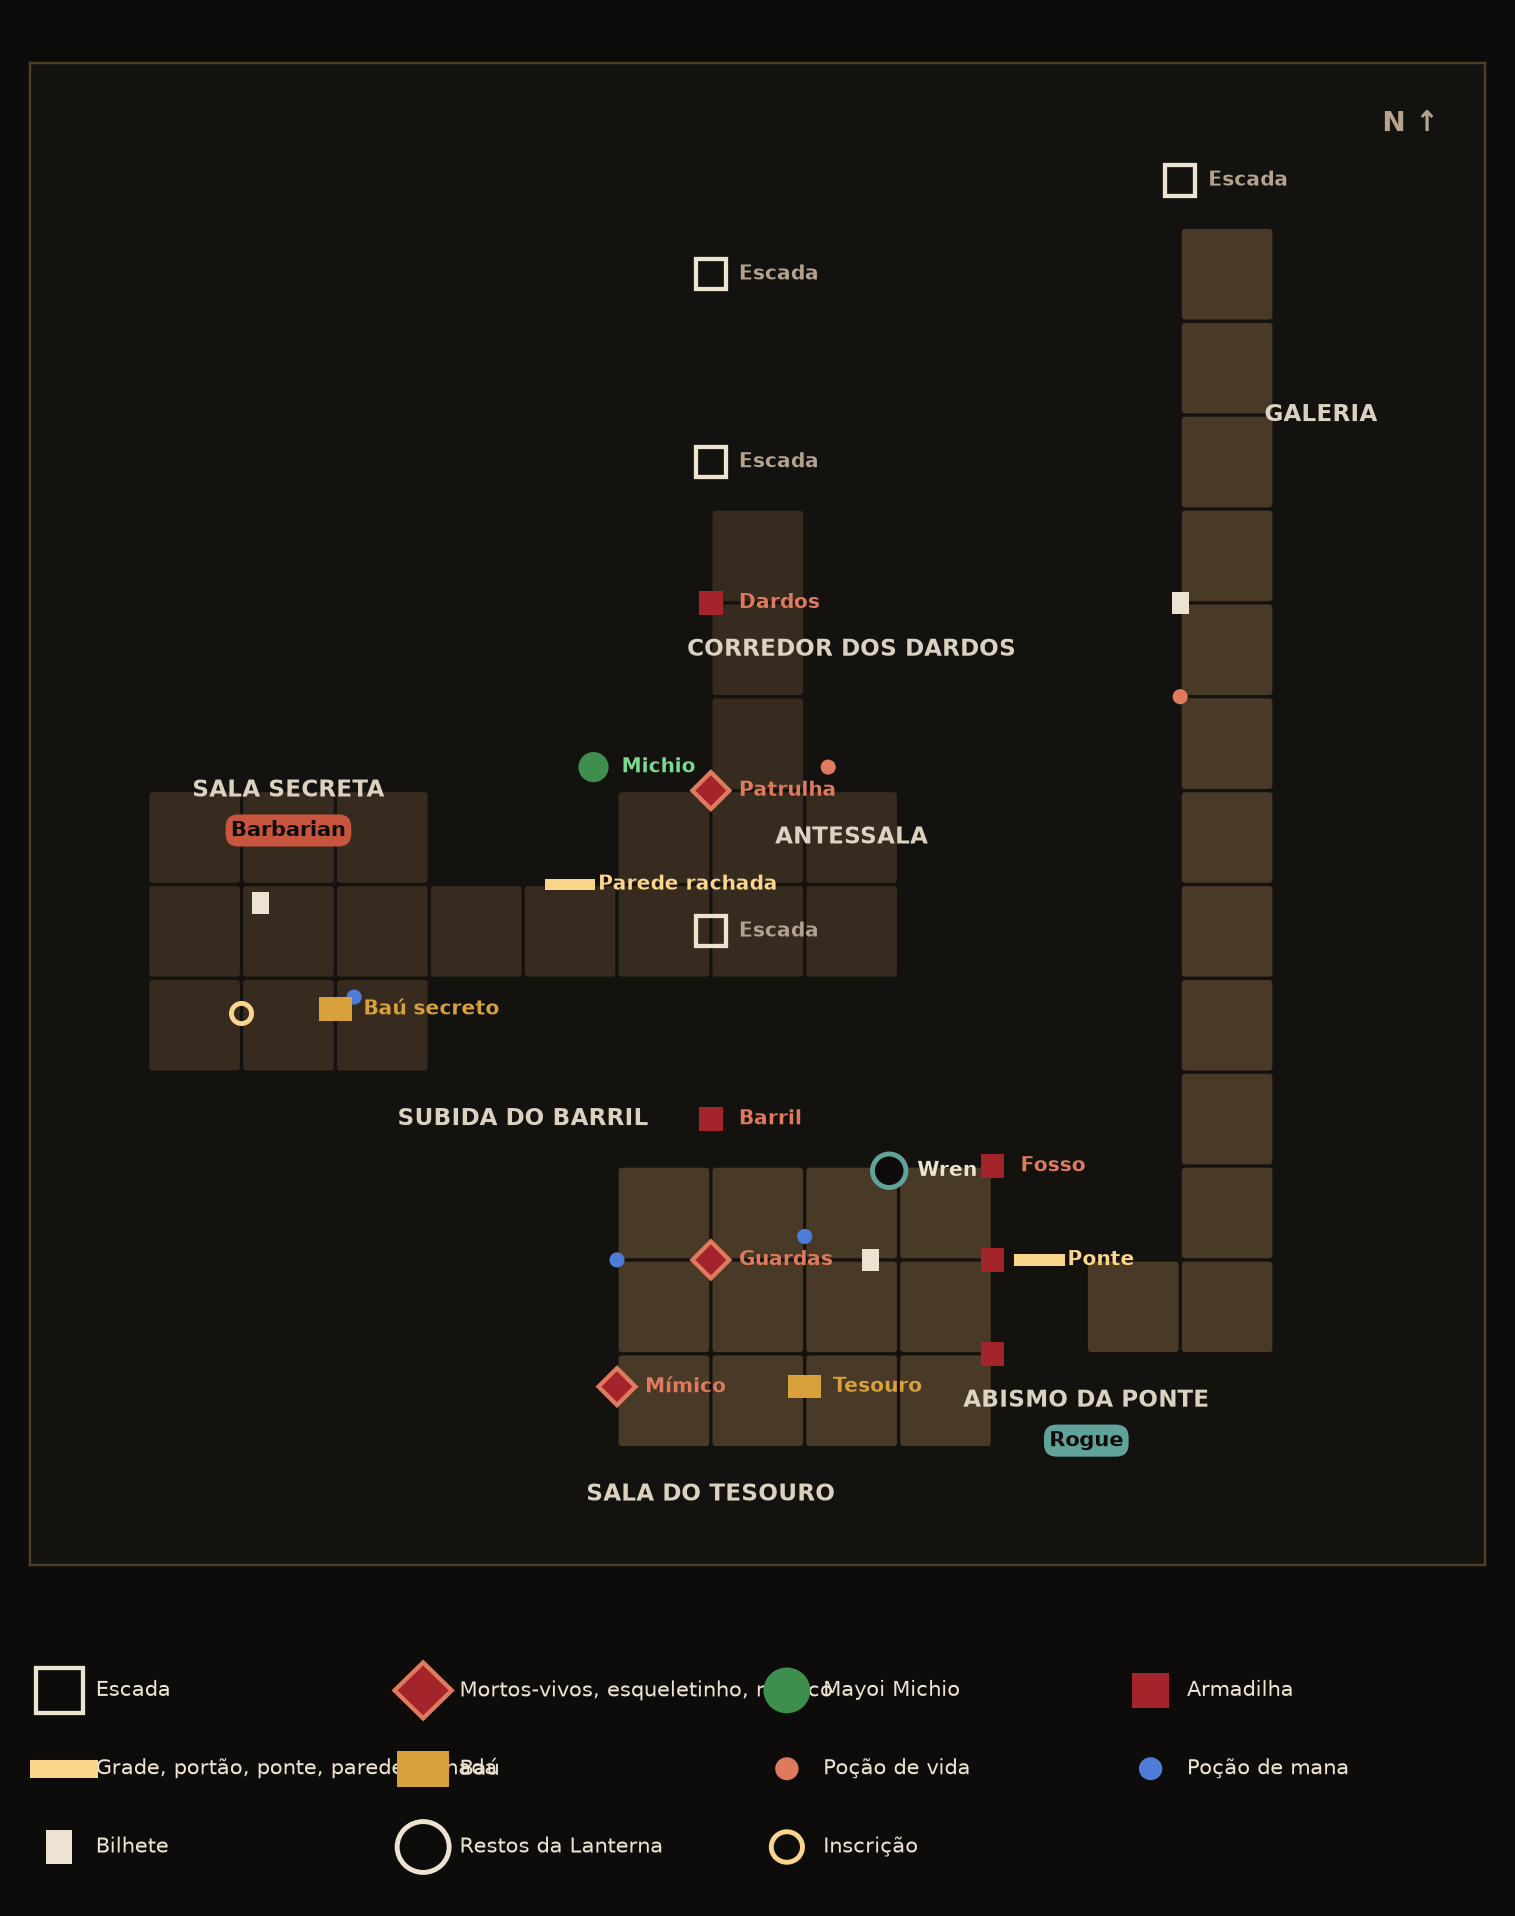 N ↑
Escada
Escada
GALERIA
Escada
Dardos
CORREDOR DOS DARDOS
Michio
SALA SECRETA
Patrulha
Barbarian
ANTESSALA
Parede rachada
Escada
Baú secreto
SUBIDA DO BARRIL
Barril
Wren
Fosso
Guardas
Ponte
Mímico
Tesouro
ABISMO DA PONTE
Rogue
SALA DO TESOURO
Escada
Mortos-vivos, esqueletinho,
Mayoi Michio
Armadilha
Grade, portão, ponte,
Baú
Poção de vida
Poção de mana
Bilhete
Restos da Lanterna
Inscrição